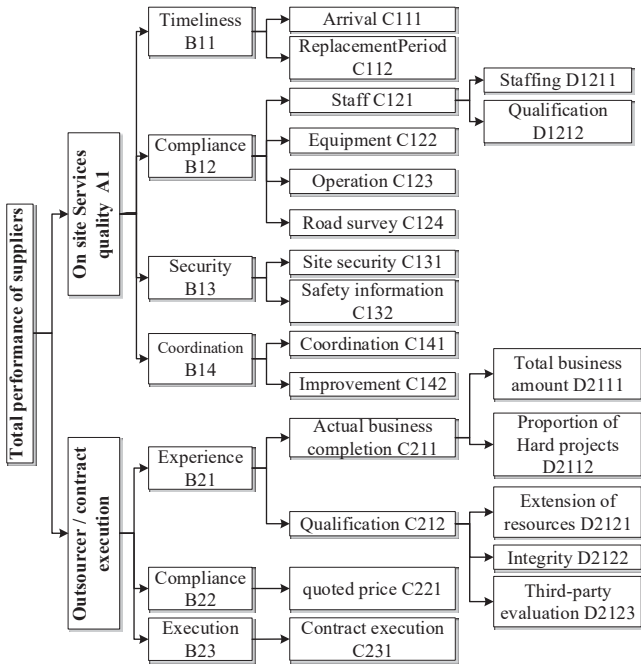 Total performance of suppliers
On site Services
quality A1
Outsourcer / contract
execution
Timeliness
B11
Arrival C111
ReplacementPeriod
C112
Compliance
B12
Staff C121
Staffing D1211
Qualification
D1212
Equipment C122
Operation C123
Road survey C124
Security
B13
Site security C131
Safety information
C132
Coordination
B14
Coordination C141
Improvement C142
Experience
B21
Actual business
completion C211
Total business
amount D2111
Proportion of
Hard projects
D2112
Qualification C212
Extension of
resources D2121
Integrity D2122
Third-party
evaluation D2123
Compliance
B22
quoted price C221
Execution
B23
Contract execution
C231